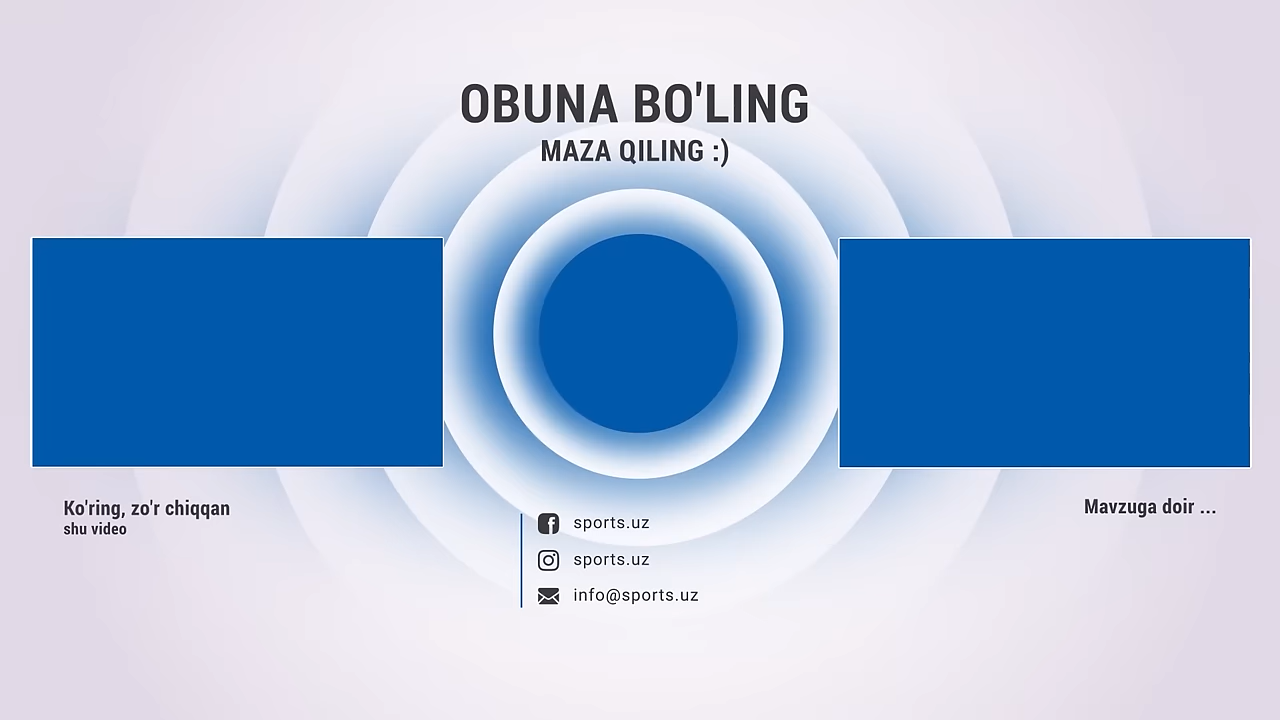 OBUNA BO'LING
MAZA QILING :)
Ko'ring, zo'r chiqqan
shu video
Mavzuga doir ...
sports.uz
sports.uz
info@sports.uz